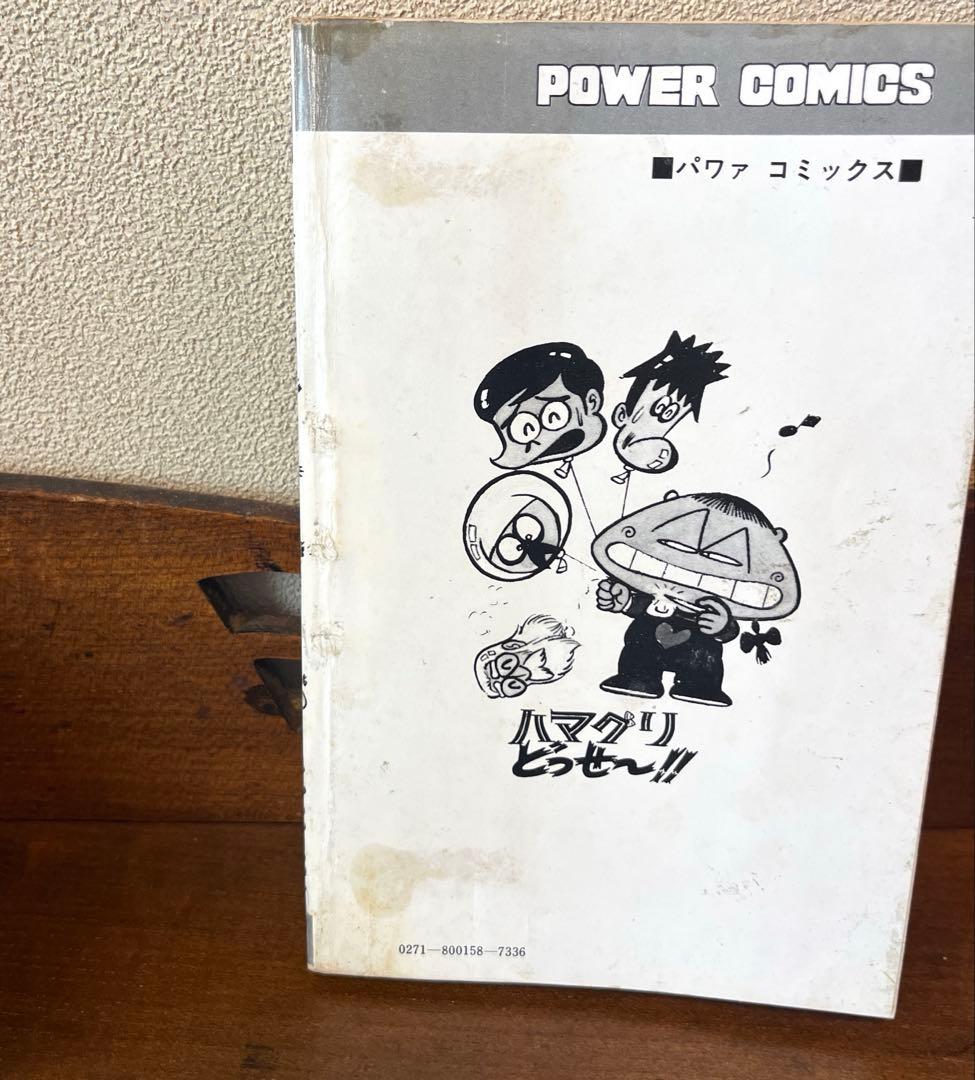 POWER COMICS
■パワァ コミックス■
ハマグリ
どっせ〜!!
0271—800158—7336